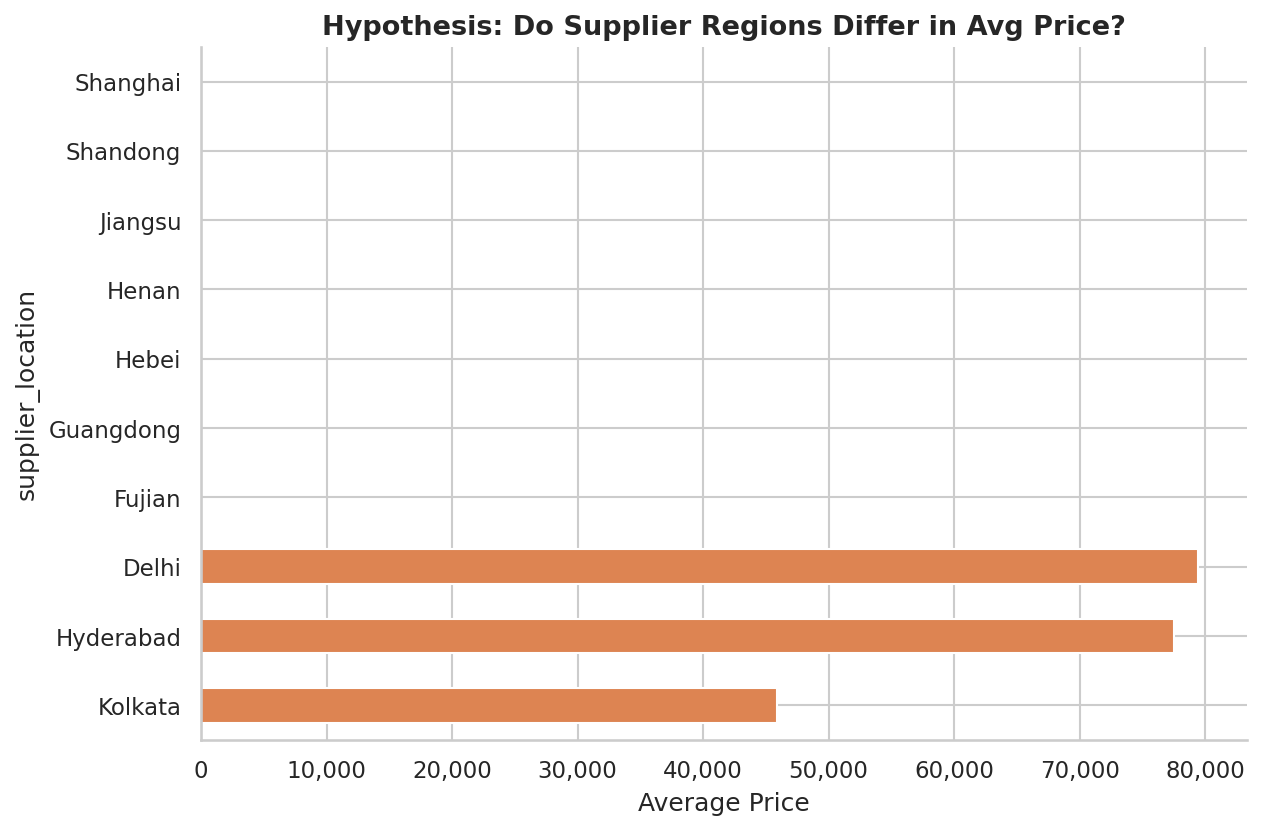 Hypothesis: Do Supplier Regions Differ in Avg Price?
supplier_location
Shanghai
Shandong
Jiangsu
Henan
Hebei
Guangdong
Fujian
Delhi
Hyderabad
Kolkata
0 10,000 20,000 30,000 40,000 50,000 60,000 70,000 80,000
Average Price